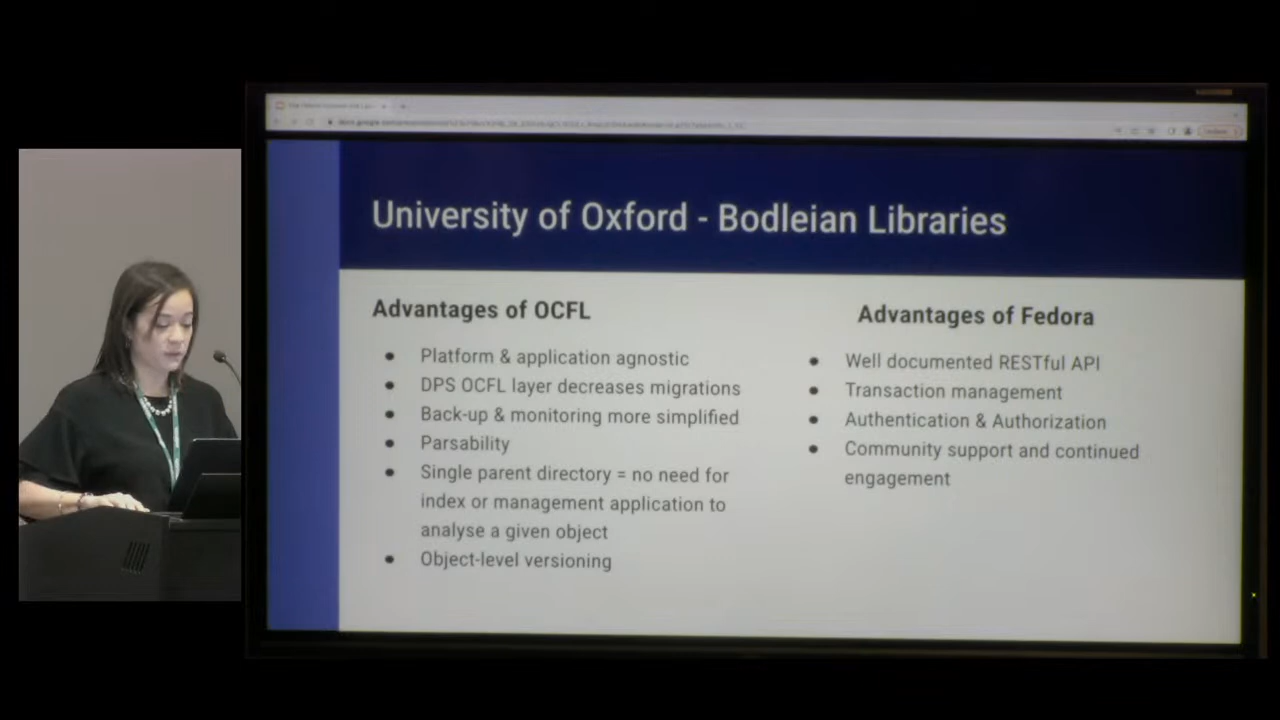 University of Oxford - Bodleian Libraries
Advantages of OCFL
● Platform & application agnostic
● DPS OCFL layer decreases migrations
● Back-up & monitoring more simplified
● Parsability
● Single parent directory = no need for
index or management application to
analyse a given object
● Object-level versioning
Advantages of Fedora
● Well documented RESTful API
● Transaction management
● Authentication & Authorization
● Community support and continued
engagement